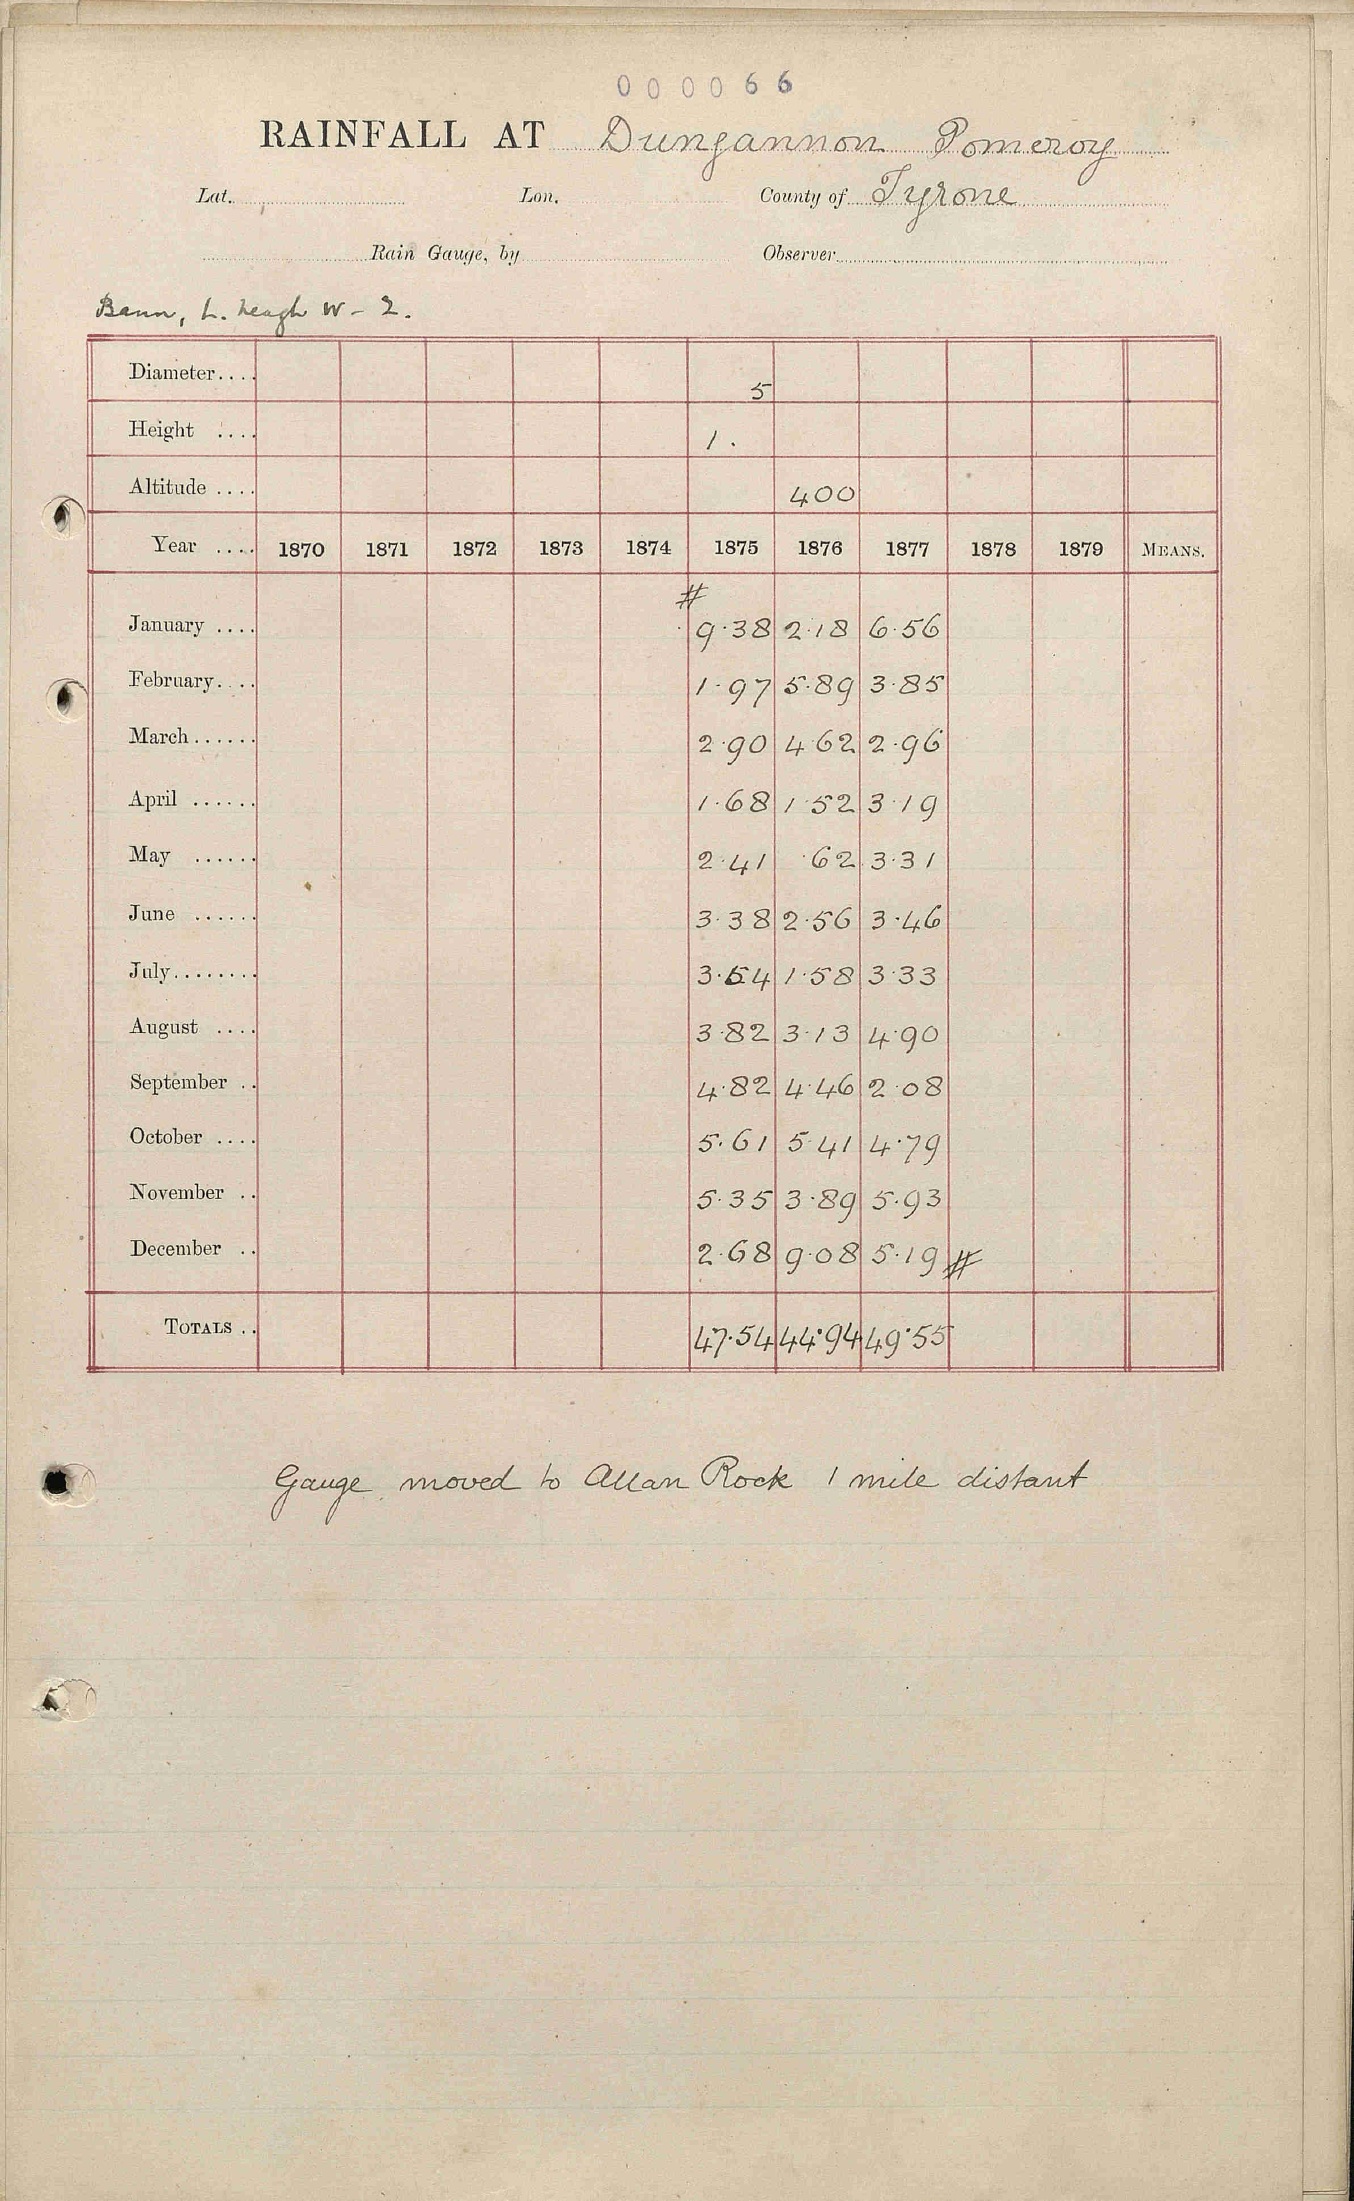 000066
RAINFALL AT Dungannon Pomeroy
Lat. Lon. County of Tyrone
Rain Gauge, by Observer
Bann, L. Neagh W - 2.
Diameter.... 5
Height .... 1.
Altitude .... 400
Year .... 1870 1871 1872 1873 1874 1875 1876 1877 1878 1879 MEANS.
#
January .... 9.38 2.18 6.56
February.... 1.97 5.89 3.85
March...... 2.90 4.62 2.96
April ...... 1.68 1.52 3.19
May ...... 2.41 .62 3.31
June ...... 3.38 2.56 3.46
July........ 3.54 1.58 3.33
August .... 3.82 3.13 4.90
September .. 4.82 4.46 2.08
October .... 5.61 5.41 4.79
November .. 5.35 3.89 5.93
December .. 2.68 9.08 5.19 #
TOTALS .. 47.54 44.94 49.55
Gauge moved to Allan Rock 1 mile distant